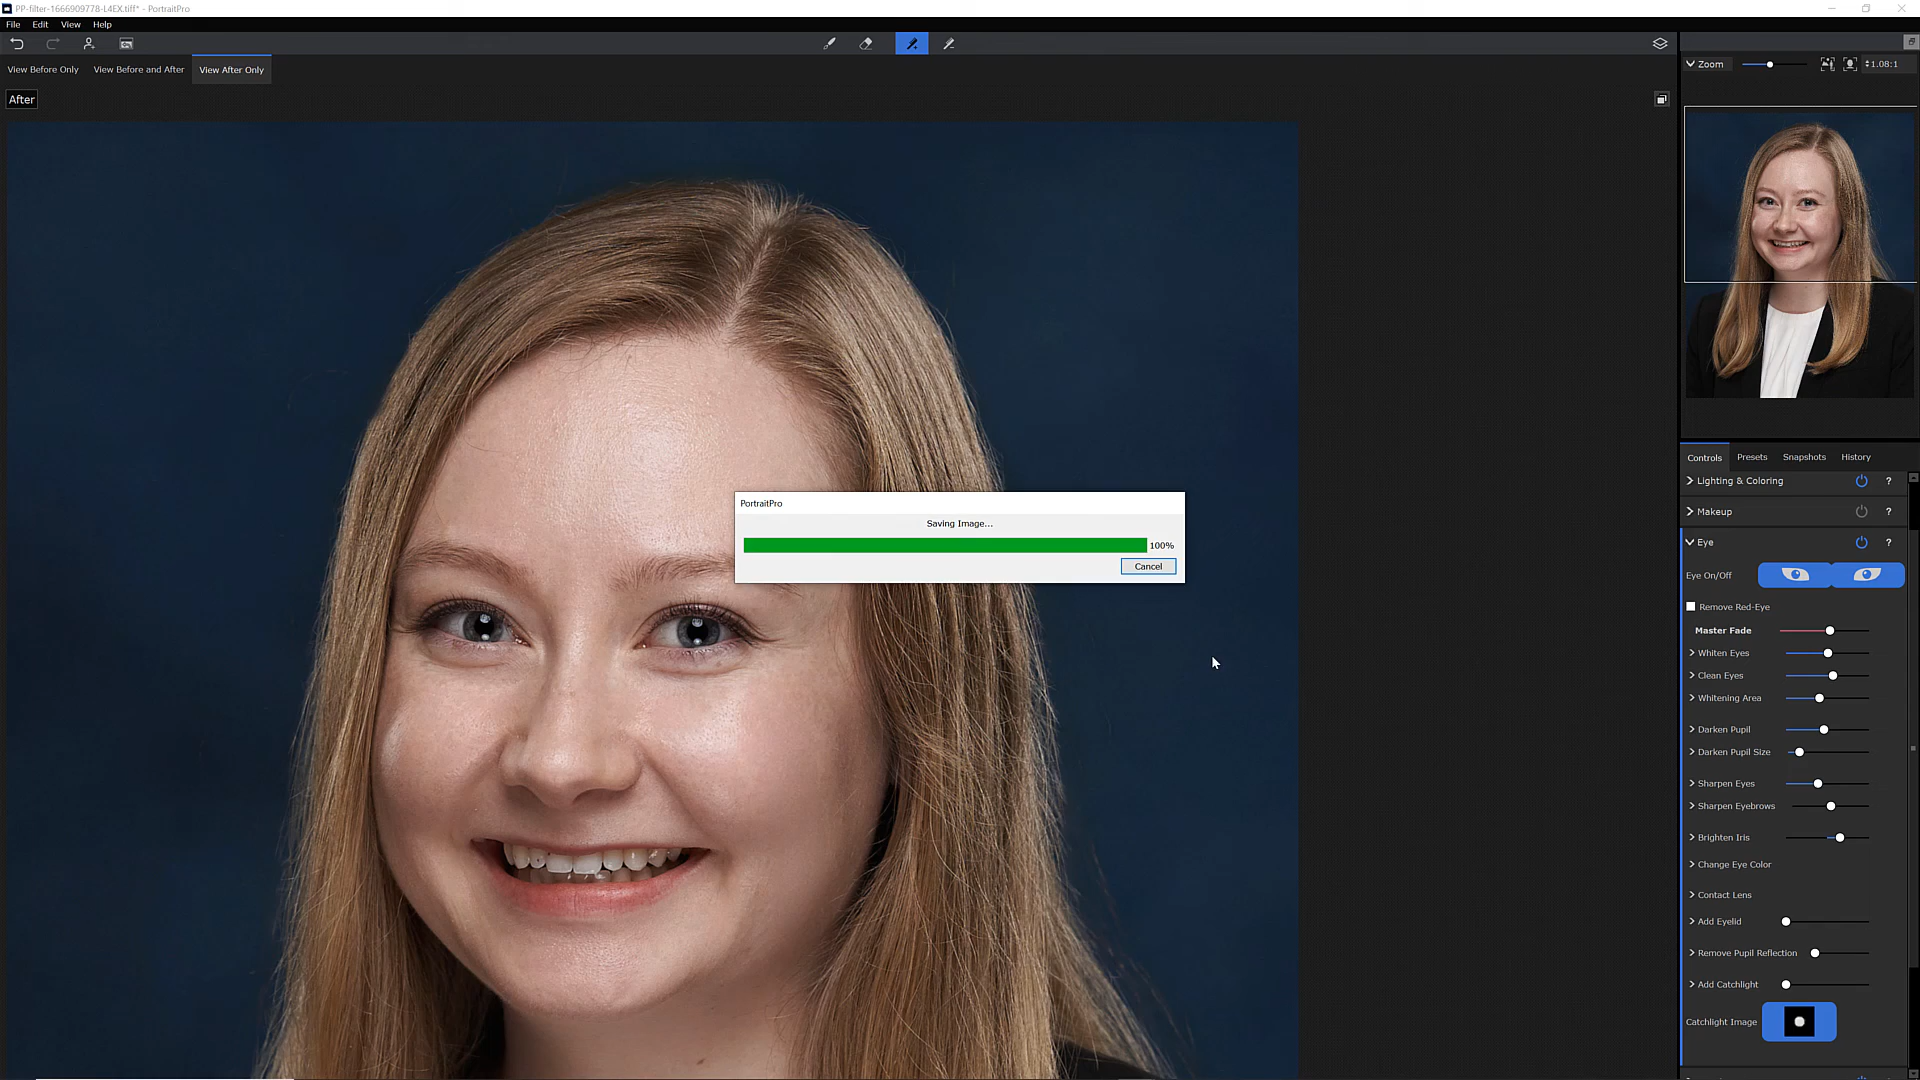 PP-filter-1666909778-L4EX.tiff* - PortraitPro
File Edit View Help
View Before Only View Before and After View After Only
Zoom 1.08:1
After
Controls Presets Snapshots History
Lighting & Coloring ?
Makeup ?
PortraitPro
Saving Image...
100%
Cancel
Eye ?
Eye On/Off
Remove Red-Eye
Master Fade
Whiten Eyes
Clean Eyes
Whitening Area
Darken Pupil
Darken Pupil Size
Sharpen Eyes
Sharpen Eyebrows
Brighten Iris
Change Eye Color
Contact Lens
Add Eyelid
Remove Pupil Reflection
Add Catchlight
Catchlight Image